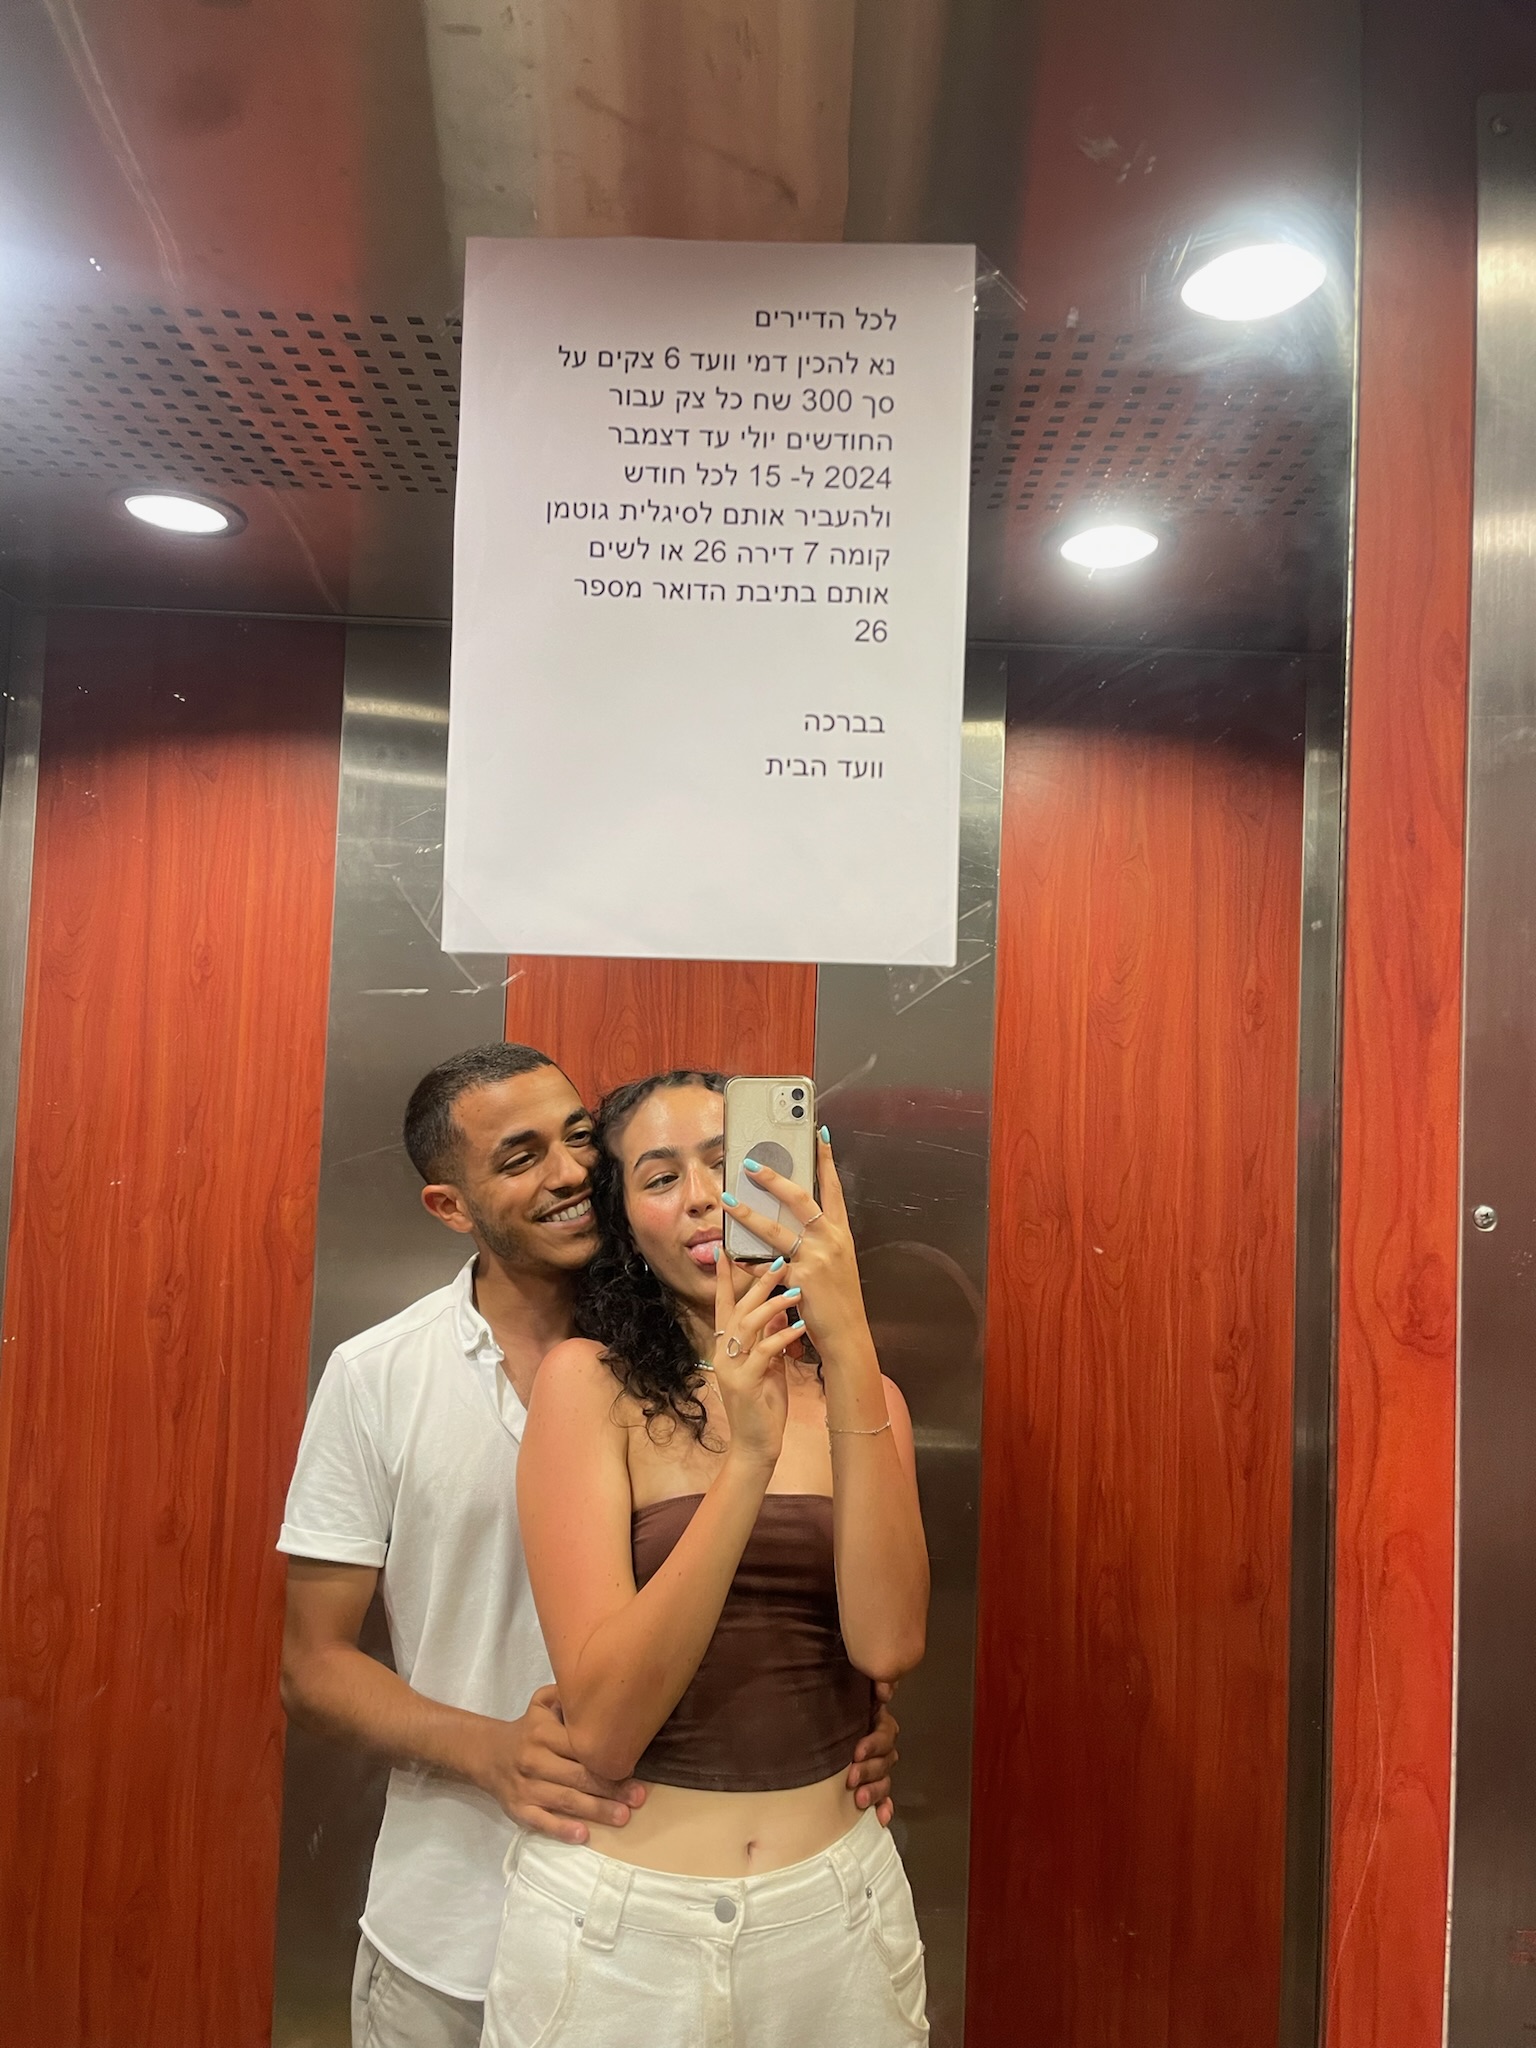 לכל הדיירים
נא להכין דמי וועד 6 צקים על
סך 300 שח כל צק עבור
החודשים יולי עד דצמבר
2024 ל- 15 לכל חודש
ולהעביר אותם לסיגלית גוטמן
קומה 7 דירה 26 או לשים
אותם בתיבת הדואר מספר
26
בברכה
וועד הבית